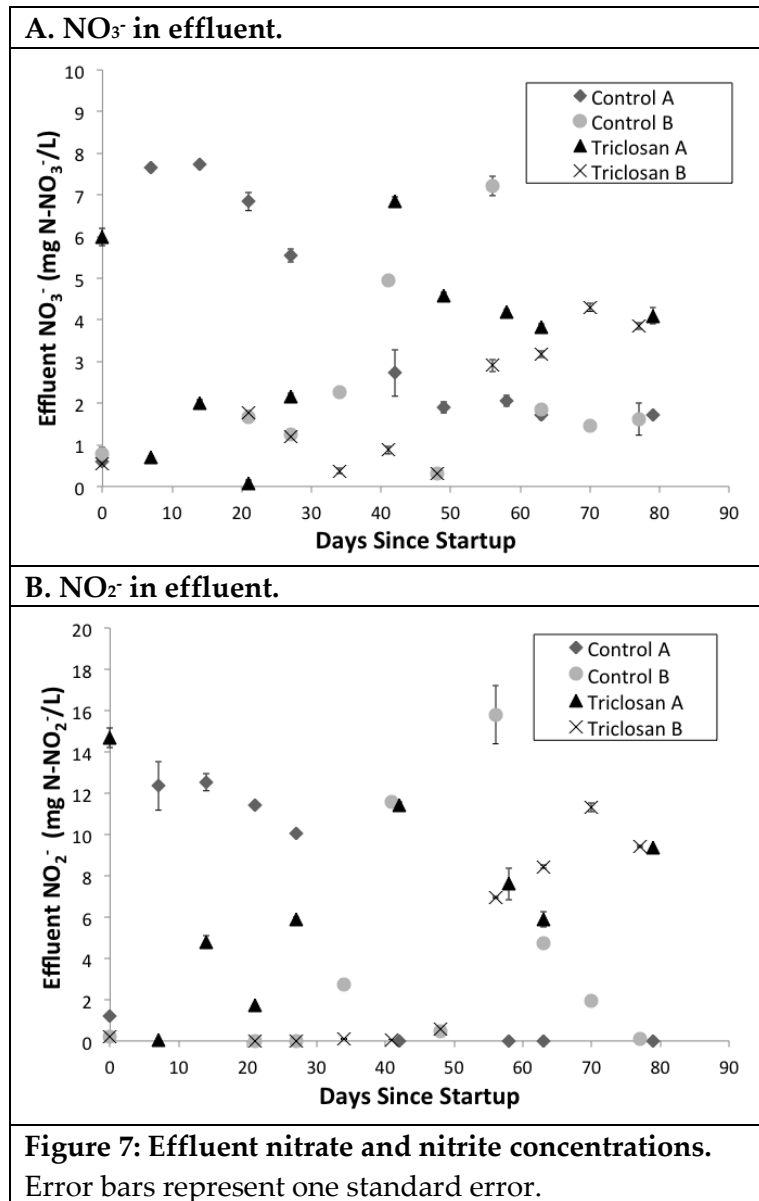 A. NO₃⁻ in effluent.
10
9
8
7
6
5
4
3
2
1
0
Effluent NO₃⁻ (mg N-NO₃⁻/L)
Control A
Control B
Triclosan A
Triclosan B
0 10 20 30 40 50 60 70 80 90
Days Since Startup
B. NO₂⁻ in effluent.
20
18
16
14
12
10
8
6
4
2
0
Effluent NO₂⁻ (mg N-NO₂⁻/L)
Control A
Control B
Triclosan A
Triclosan B
0 10 20 30 40 50 60 70 80 90
Days Since Startup
Figure 7: Effluent nitrate and nitrite concentrations.
Error bars represent one standard error.